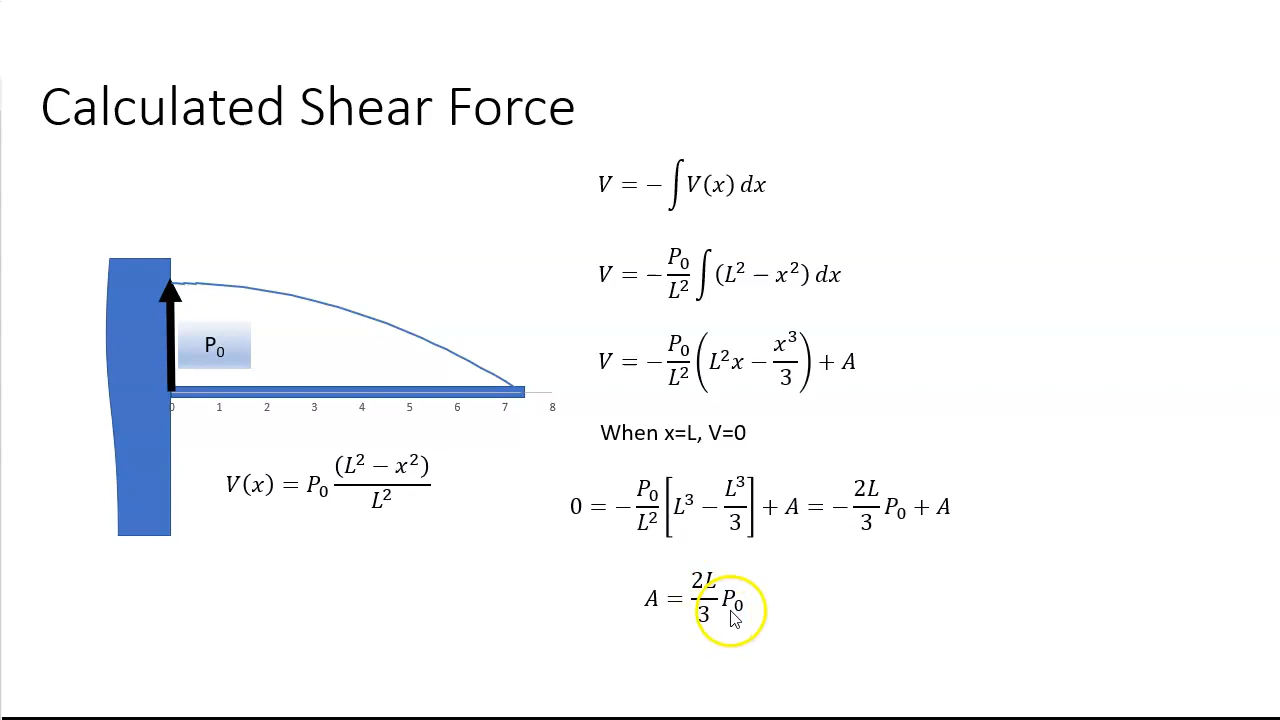 Calculated Shear Force
V = −∫V(x) dx
V = −P₀/L² ∫(L² − x²) dx
P₀
V = −P₀/L² (L²x − x³/3) + A
0 1 2 3 4 5 6 7 8
When x=L, V=0
V(x) = P₀ (L² − x²)/L²
0 = −P₀/L² [L³ − L³/3] + A = −2L/3 P₀ + A
A = 2L/3 P₀